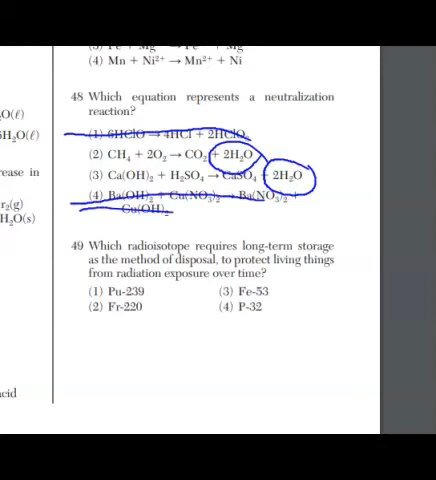 (4) Mn + Ni²⁺ → Mn²⁺ + Ni
O(ℓ)
48 Which equation represents a neutralization
reaction?
H₂O(ℓ)
(1) 6HClO → 4HCl + 2HClO₃
(2) CH₄ + 2O₂ → CO₂ + 2H₂O
(3) Ca(OH)₂ + H₂SO₄ → CaSO₄ + 2H₂O
rease in
(4) Ba(OH)₂ + Cu(NO₃)₂ → Ba(NO₃)₂ +
Cu(OH)₂
r₂(g)
H₂O(s)
49 Which radioisotope requires long-term storage
as the method of disposal, to protect living things
from radiation exposure over time?
(1) Pu-239 (3) Fe-53
(2) Fr-220 (4) P-32
acid